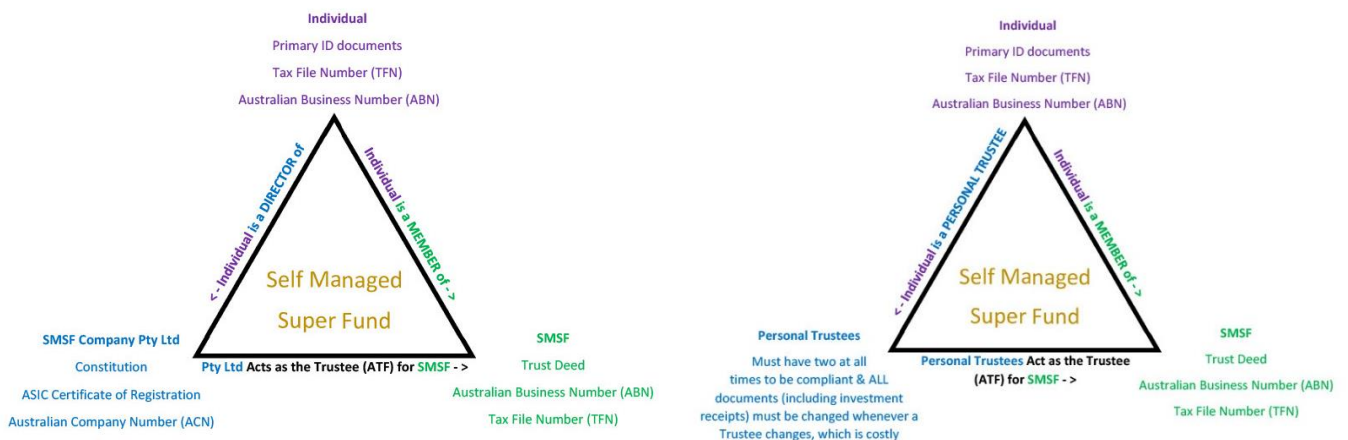 Individual
Primary ID documents
Tax File Number (TFN)
Australian Business Number (ABN)
<- Individual is a DIRECTOR of
Individual is a MEMBER of - >
Self Managed
Super Fund
SMSF Company Pty Ltd
Constitution
ASIC Certificate of Registration
Australian Company Number (ACN)
Pty Ltd Acts as the Trustee (ATF) for SMSF - >
SMSF
Trust Deed
Australian Business Number (ABN)
Tax File Number (TFN)
Individual
Primary ID documents
Tax File Number (TFN)
Australian Business Number (ABN)
<- Individual is a PERSONAL TRUSTEE
Individual is a MEMBER of - >
Self Managed
Super Fund
Personal Trustees
Must have two at all
times to be compliant & ALL
documents (including investment
receipts) must be changed whenever a
Trustee changes, which is costly
Personal Trustees Act as the Trustee
(ATF) for SMSF - >
SMSF
Trust Deed
Australian Business Number (ABN)
Tax File Number (TFN)